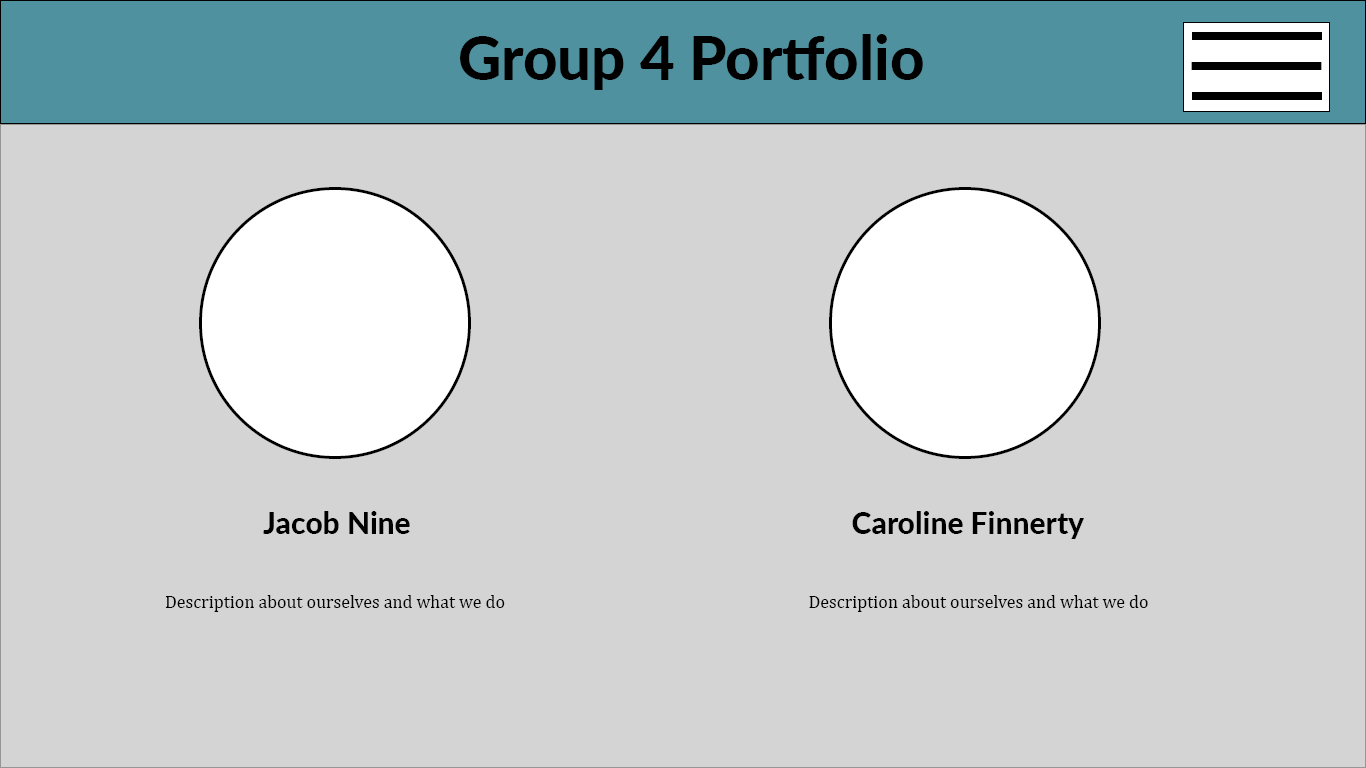 Group 4 Portfolio
Jacob Nine
Caroline Finnerty
Description about ourselves and what we do
Description about ourselves and what we do